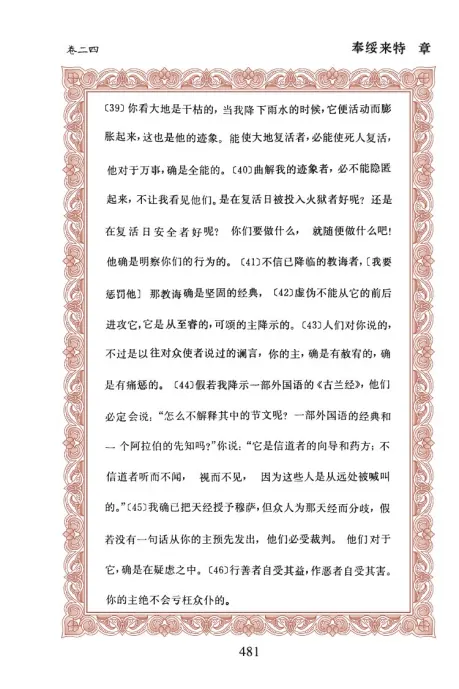 卷二四
奉绥来特 章
〔39〕你看大地是干枯的,当我降下雨水的时候,它便活动而膨
胀起来,这也是他的迹象。能使大地复活者,必能使死人复活,
他对于万事,确是全能的。〔40〕曲解我的迹象者,必不能隐匿
起来,不让我看见他们。是在复活日被投入火狱者好呢?还是
在复活日安全者好呢? 你们要做什么, 就随便做什么吧!
他确是明察你们的行为的。〔41〕不信已降临的教诲者,[我要
惩罚他] 那教诲确是坚固的经典,〔42〕虚伪不能从它的前后
进攻它,它是从至睿的,可颂的主降示的。〔43〕人们对你说的,
不过是以往对众使者说过的谰言,你的主,确是有赦宥的,确
是有痛惩的。〔44〕假若我降示一部外国语的《古兰经》,他们
必定会说:“怎么不解释其中的节文呢?一部外国语的经典和
一个阿拉伯的先知吗?”你说:“它是信道者的向导和药方;不
信道者听而不闻, 视而不见, 因为这些人是从远处被喊叫
的。”〔45〕我确已把天经授予穆萨,但众人为那天经而分歧,假
若没有一句话从你的主预先发出,他们必受裁判。他们对于
它,确是在疑虑之中。〔46〕行善者自受其益,作恶者自受其害。
你的主绝不会亏枉众仆的。
481